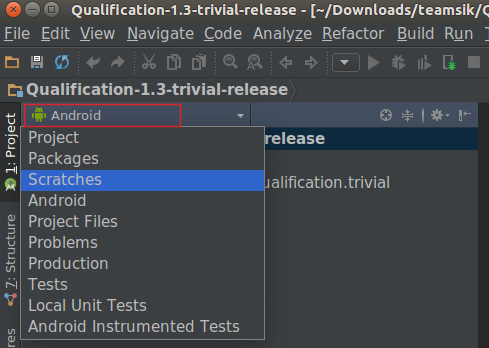 Qualification-1.3-trivial-release - [~/Downloads/teamsik/Q
File Edit View Navigate Code Analyze Refactor Build Run
Qualification-1.3-trivial-release
1: Project
Android
release
Project
Packages
Scratches
ualification.trivial
Android
Project Files
Problems
Production
Tests
Local Unit Tests
Android Instrumented Tests
7: Structure
res